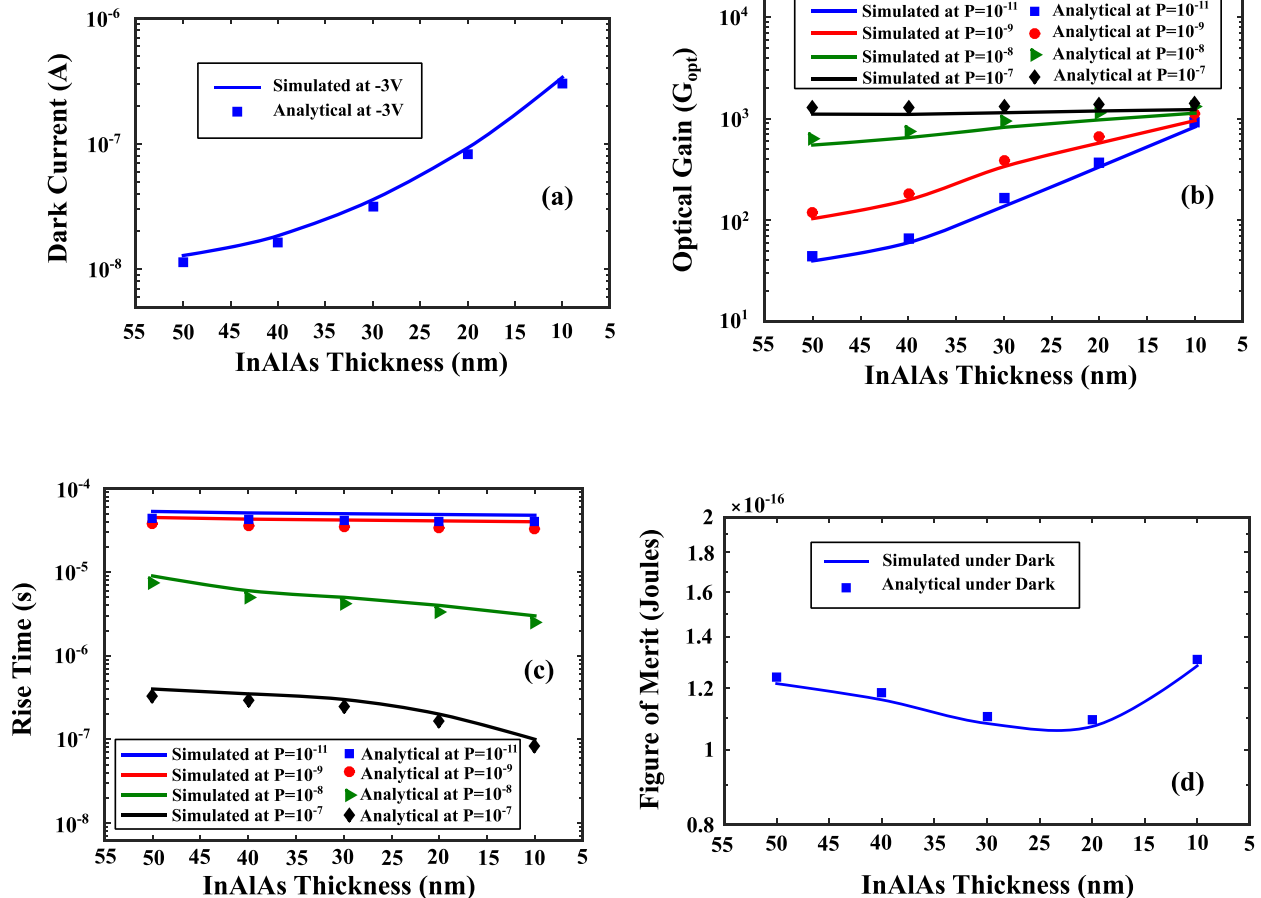 10⁻⁶
10⁻⁷
10⁻⁸
Dark Current (A)
Simulated at -3V
Analytical at -3V
(a)
55 50 45 40 35 30 25 20 15 10 5
InAlAs Thickness (nm)
10⁴
10³
10²
10¹
Optical Gain (Gₒₚₜ)
Simulated at P=10⁻¹¹ Analytical at P=10⁻¹¹
Simulated at P=10⁻⁹ Analytical at P=10⁻⁹
Simulated at P=10⁻⁸ Analytical at P=10⁻⁸
Simulated at P=10⁻⁷ Analytical at P=10⁻⁷
(b)
55 50 45 40 35 30 25 20 15 10 5
InAlAs Thickness (nm)
10⁻⁴
10⁻⁵
10⁻⁶
10⁻⁷
10⁻⁸
Rise Time (s)
(c)
Simulated at P=10⁻¹¹ Analytical at P=10⁻¹¹
Simulated at P=10⁻⁹ Analytical at P=10⁻⁹
Simulated at P=10⁻⁸ Analytical at P=10⁻⁸
Simulated at P=10⁻⁷ Analytical at P=10⁻⁷
55 50 45 40 35 30 25 20 15 10 5
InAlAs Thickness (nm)
×10⁻¹⁶
2
1.8
1.6
1.4
1.2
1
0.8
Figure of Merit (Joules)
Simulated under Dark
Analytical under Dark
(d)
55 50 45 40 35 30 25 20 15 10 5
InAlAs Thickness (nm)